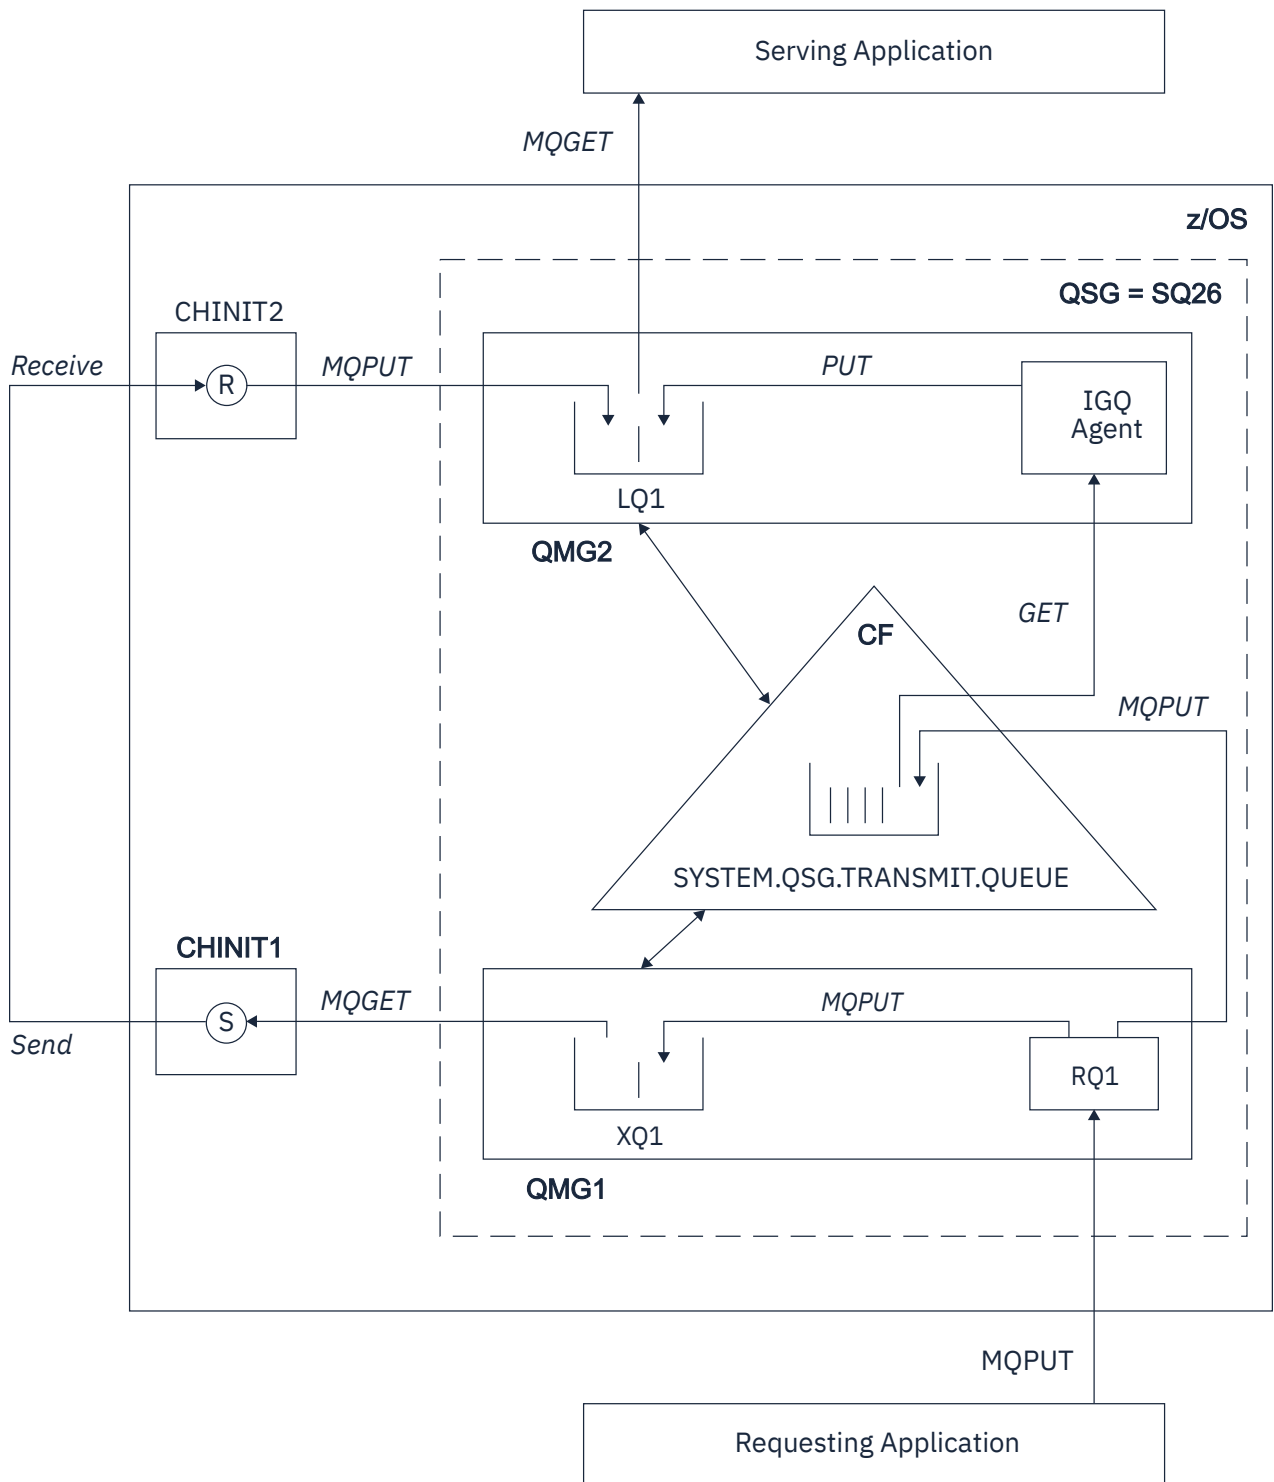 Serving Application
MQGET
z/OS
QSG = SQ26
CHINIT2
Receive
R
MQPUT
PUT
IGQ
Agent
LQ1
QMG2
GET
CF
MQPUT
SYSTEM.QSG.TRANSMIT.QUEUE
CHINIT1
MQGET
MQPUT
S
Send
RQ1
XQ1
QMG1
MQPUT
Requesting Application